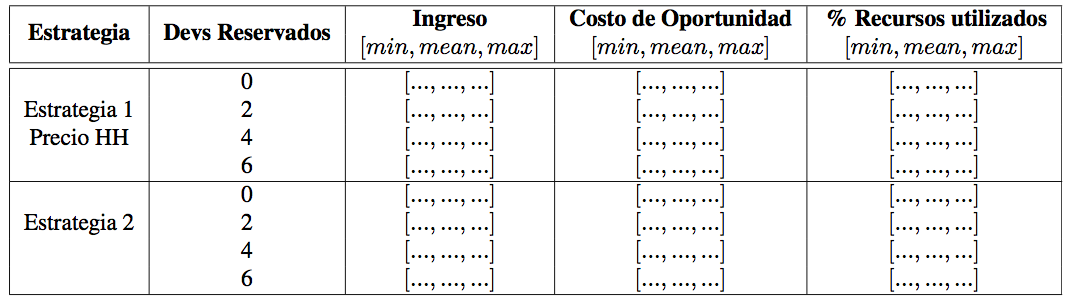 Estrategia Devs Reservados Ingreso Costo de Oportunidad % Recursos utilizados
[min, mean, max] [min, mean, max] [min, mean, max]
0 [..., ..., ...] [..., ..., ...] [..., ..., ...]
Estrategia 1 2 [..., ..., ...] [..., ..., ...] [..., ..., ...]
Precio HH 4 [..., ..., ...] [..., ..., ...] [..., ..., ...]
6 [..., ..., ...] [..., ..., ...] [..., ..., ...]
0 [..., ..., ...] [..., ..., ...] [..., ..., ...]
Estrategia 2 2 [..., ..., ...] [..., ..., ...] [..., ..., ...]
4 [..., ..., ...] [..., ..., ...] [..., ..., ...]
6 [..., ..., ...] [..., ..., ...] [..., ..., ...]